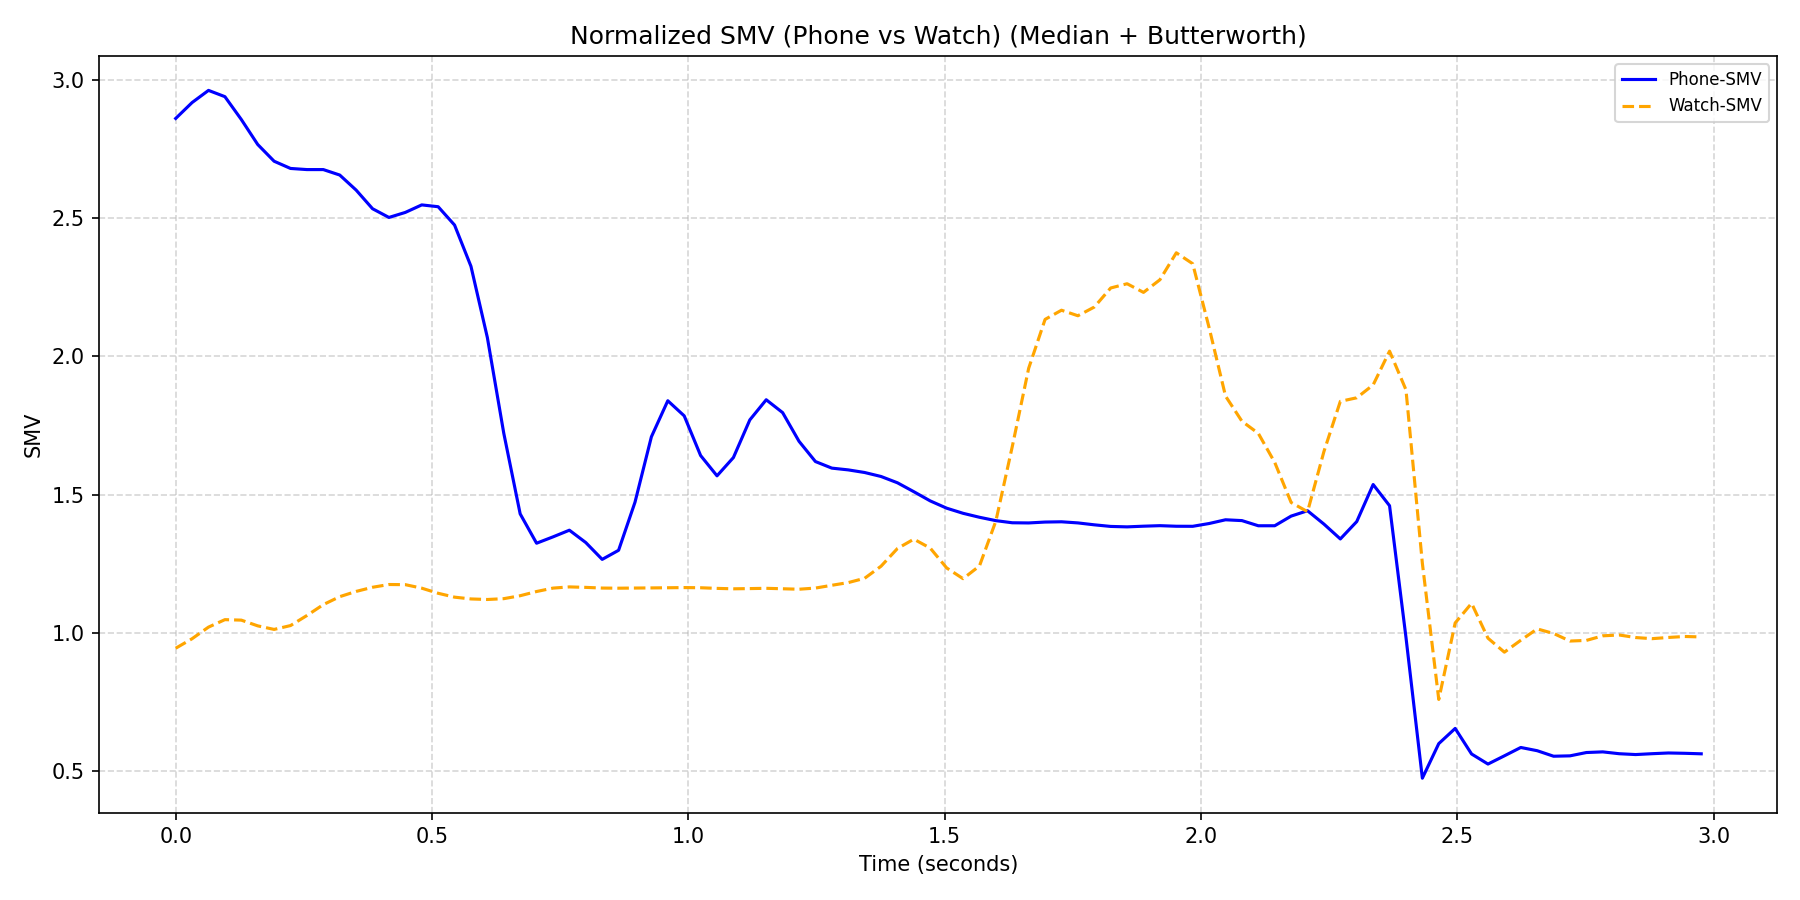 Normalized SMV (Phone vs Watch) (Median + Butterworth)
Phone-SMV
Watch-SMV
SMV
3.0
2.5
2.0
1.5
1.0
0.5
0.0 0.5 1.0 1.5 2.0 2.5 3.0
Time (seconds)